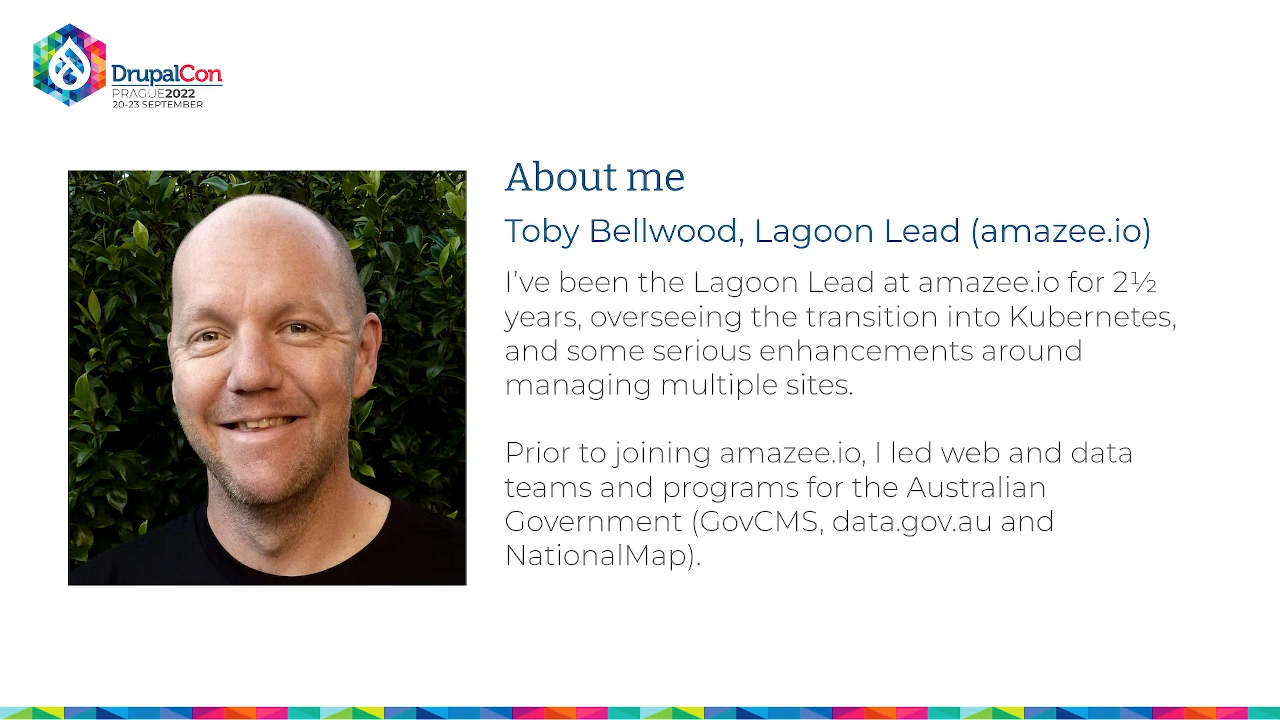 DrupalCon
PRAGUE2022
20-23 SEPTEMBER
About me
Toby Bellwood, Lagoon Lead (amazee.io)
I’ve been the Lagoon Lead at amazee.io for 2½
years, overseeing the transition into Kubernetes,
and some serious enhancements around
managing multiple sites.
Prior to joining amazee.io, I led web and data
teams and programs for the Australian
Government (GovCMS, data.gov.au and
NationalMap).